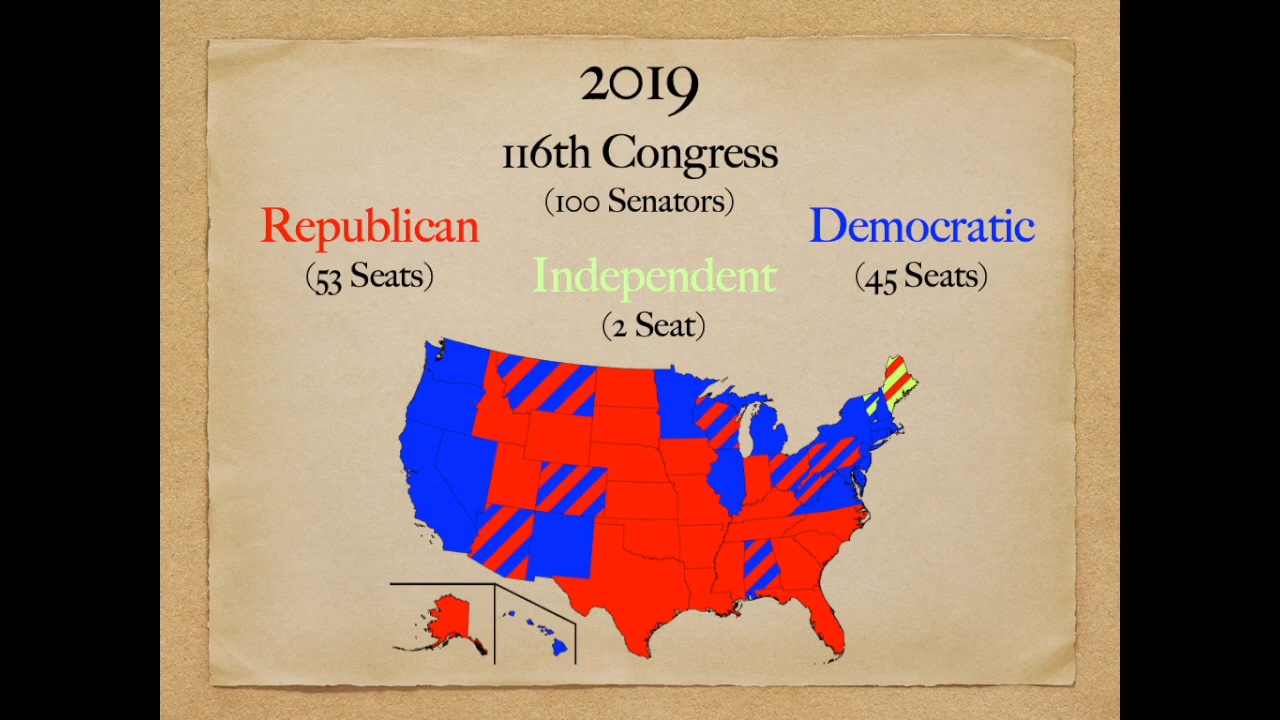 2019
116th Congress
(100 Senators)
Republican
(53 Seats)
Independent
(2 Seat)
Democratic
(45 Seats)